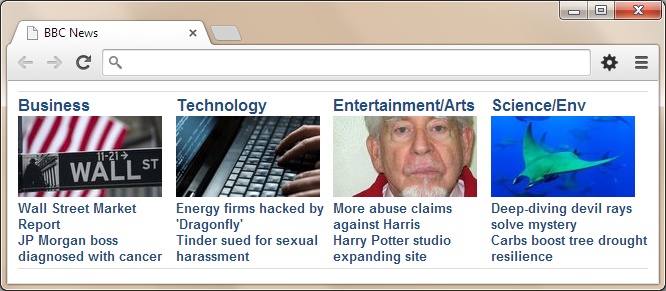 BBC News
Business
Technology
Entertainment/Arts
Science/Env
11-21→
WALL ST
Wall Street Market
Report
JP Morgan boss
diagnosed with cancer
Energy firms hacked by
'Dragonfly'
Tinder sued for sexual
harassment
More abuse claims
against Harris
Harry Potter studio
expanding site
Deep-diving devil rays
solve mystery
Carbs boost tree drought
resilience